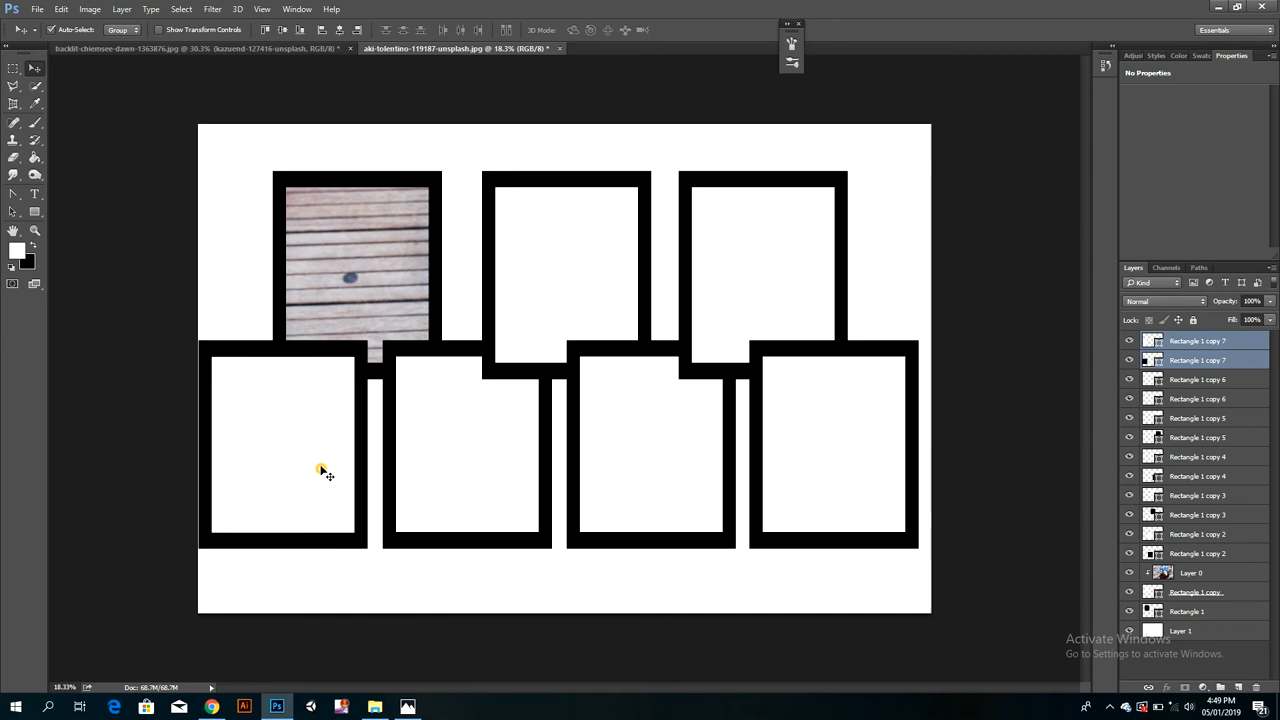 Ps File Edit Image Layer Type Select Filter 3D View Window Help
Auto-Select: Group Show Transform Controls 3D Mode: Essentials
backlit-chiemsee-dawn-1363876.jpg @ 30.3% (kazuend-127416-unsplash, RGB/8) * × aki-tolentino-119187-unsplash.jpg @ 18.3% (RGB/8) * ×
Adjus Styles Color Swatc Properties
No Properties
Layers Channels Paths
Kind
Normal Opacity: 100%
Lock: Fill: 100%
Rectangle 1 copy 7
Rectangle 1 copy 7
Rectangle 1 copy 6
Rectangle 1 copy 6
Rectangle 1 copy 5
Rectangle 1 copy 5
Rectangle 1 copy 4
Rectangle 1 copy 4
Rectangle 1 copy 3
Rectangle 1 copy 3
Rectangle 1 copy 2
Rectangle 1 copy 2
Layer 0
Rectangle 1 copy
Rectangle 1
Layer 1
Activate Windows
Go to Settings to activate Windows.
18.33% Doc: 68.7M/68.7M
Ai Ps
4:49 PM
05/01/2019
21